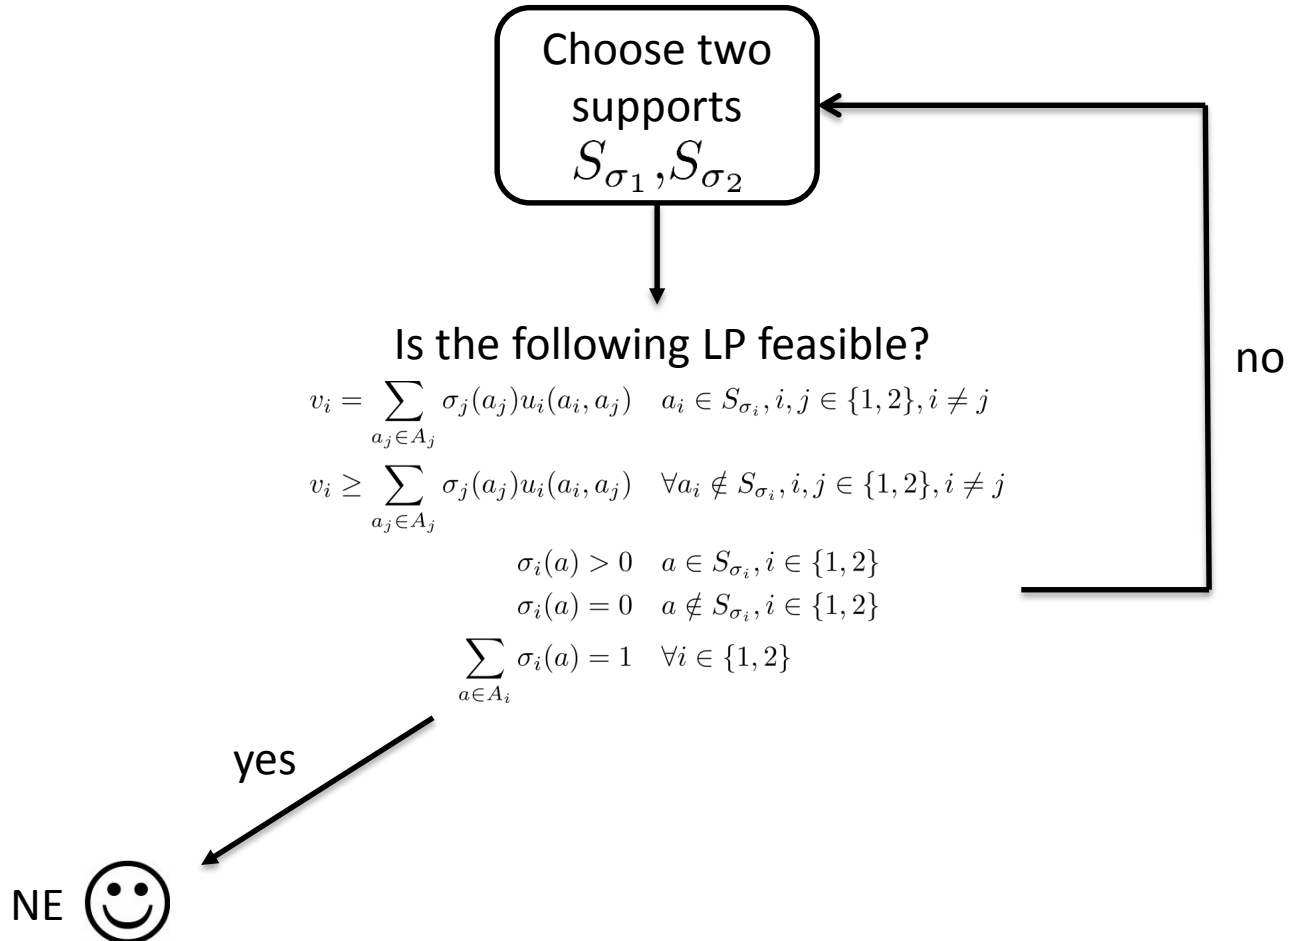 Choose two
supports
$S_{\sigma_1}, S_{\sigma_2}$
Is the following LP feasible?
no
$v_i = \sum_{a_j \in A_j} \sigma_j(a_j) u_i(a_i, a_j) \quad a_i \in S_{\sigma_i}, i, j \in \{1, 2\}, i \neq j$
$v_i \geq \sum_{a_j \in A_j} \sigma_j(a_j) u_i(a_i, a_j) \quad \forall a_i \notin S_{\sigma_i}, i, j \in \{1, 2\}, i \neq j$
$\sigma_i(a) > 0 \quad a \in S_{\sigma_i}, i \in \{1, 2\}$
$\sigma_i(a) = 0 \quad a \notin S_{\sigma_i}, i \in \{1, 2\}$
$\sum_{a \in A_i} \sigma_i(a) = 1 \quad \forall i \in \{1, 2\}$
yes
NE